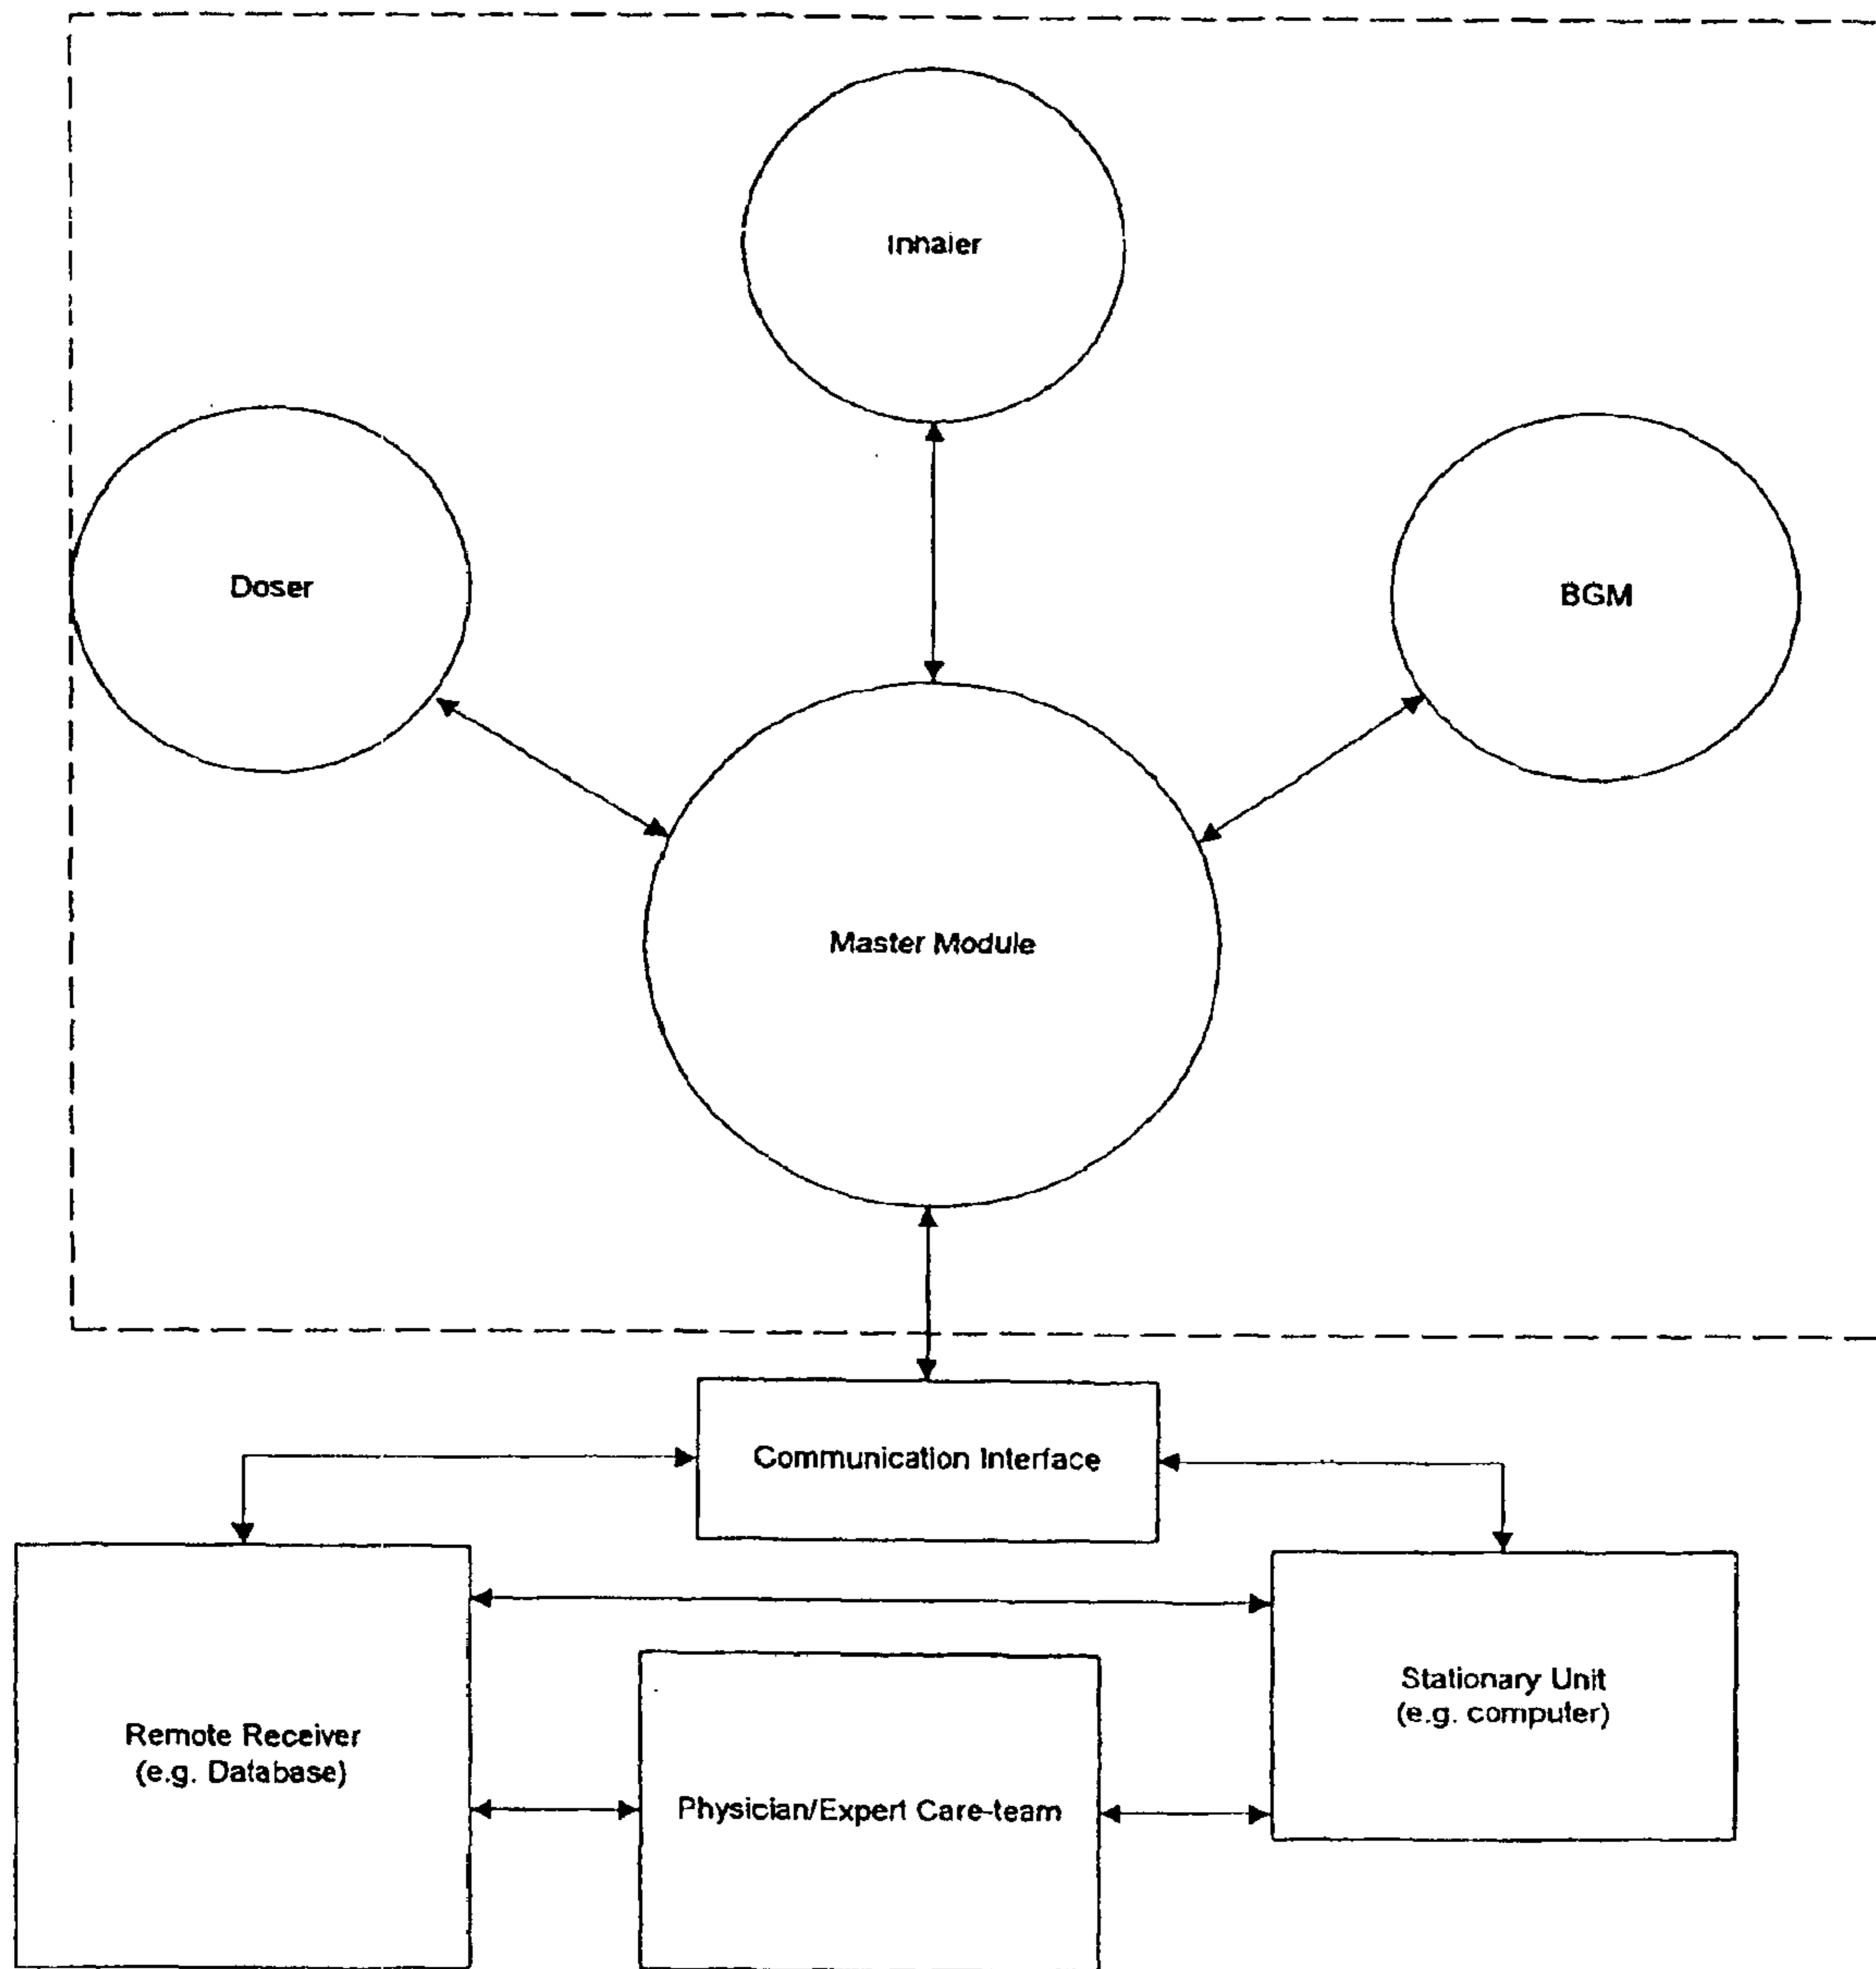 Inhaler
Doser
BGM
Master Module
Communication Interface
Stationary Unit
(e.g. computer)
Remote Receiver
(e.g. Database)
Physician/Expert Care-team